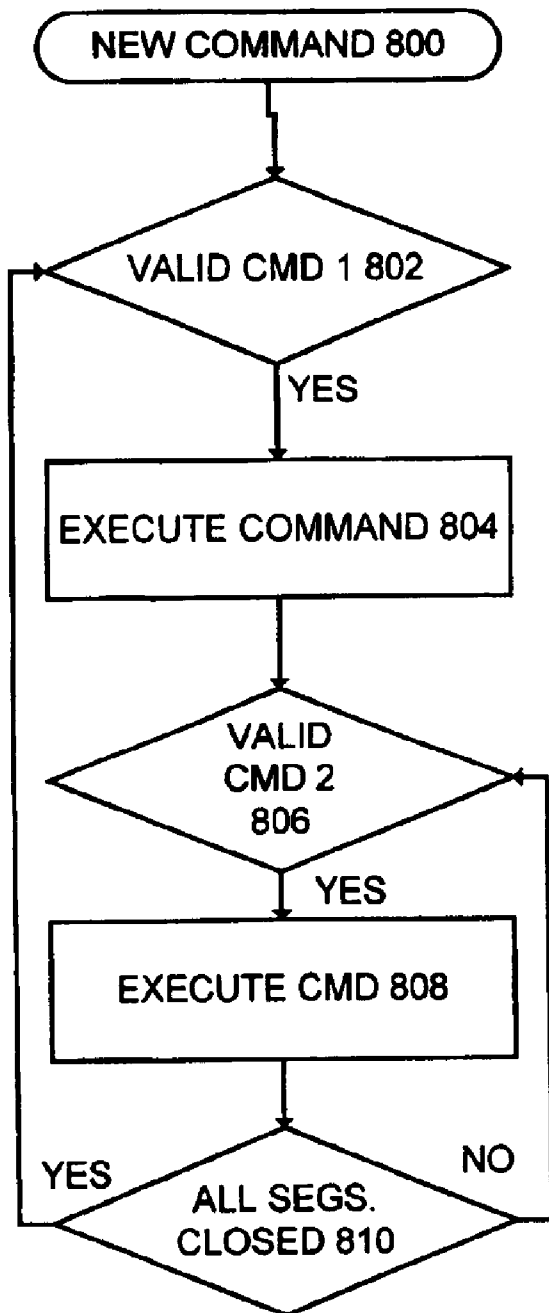 NEW COMMAND 800
VALID CMD 1 802
YES
EXECUTE COMMAND 804
VALID
CMD 2
806
YES
EXECUTE CMD 808
YES
NO
ALL SEGS.
CLOSED 810